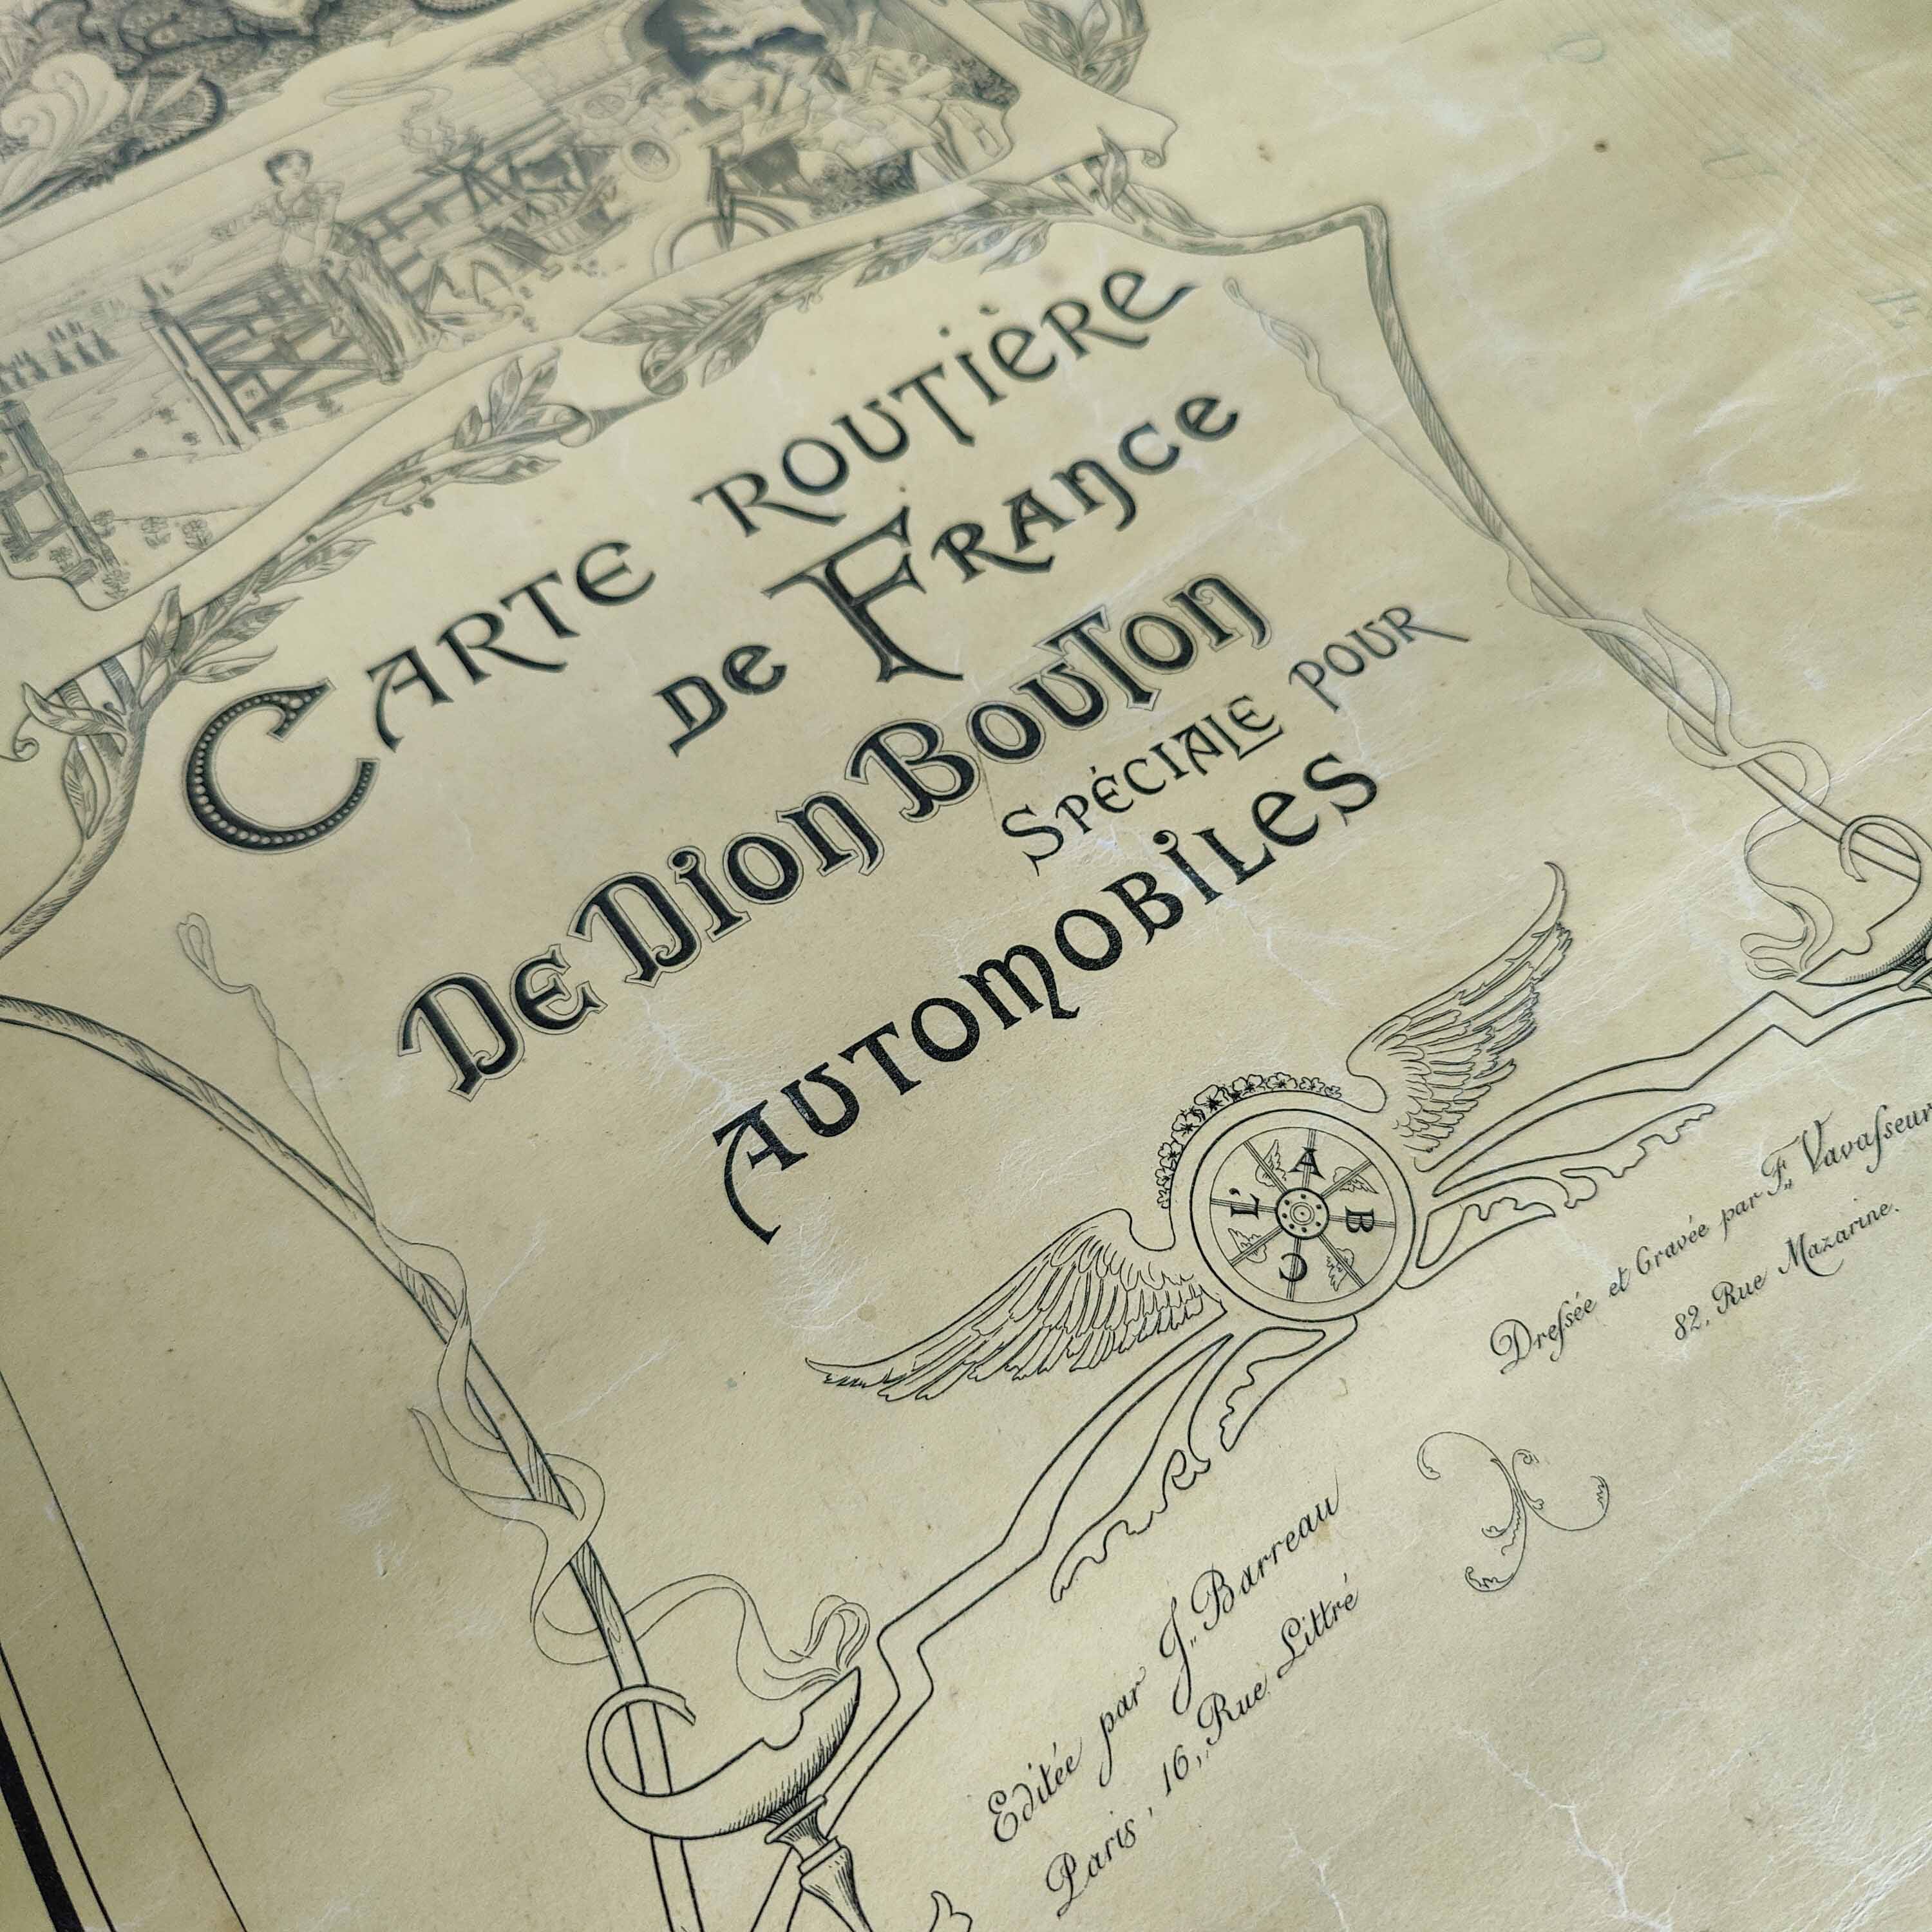 CARTE ROUTIÈRE
DE FRANCE
DE DION BOUTON
SPÉCIALE POUR
AUTOMOBILES
L'A B C
Dreſsée et Gravée par F. Vavaſseur
82, Rue Mazarine.
Editée par J. Barreau
Paris, 16, Rue Littré